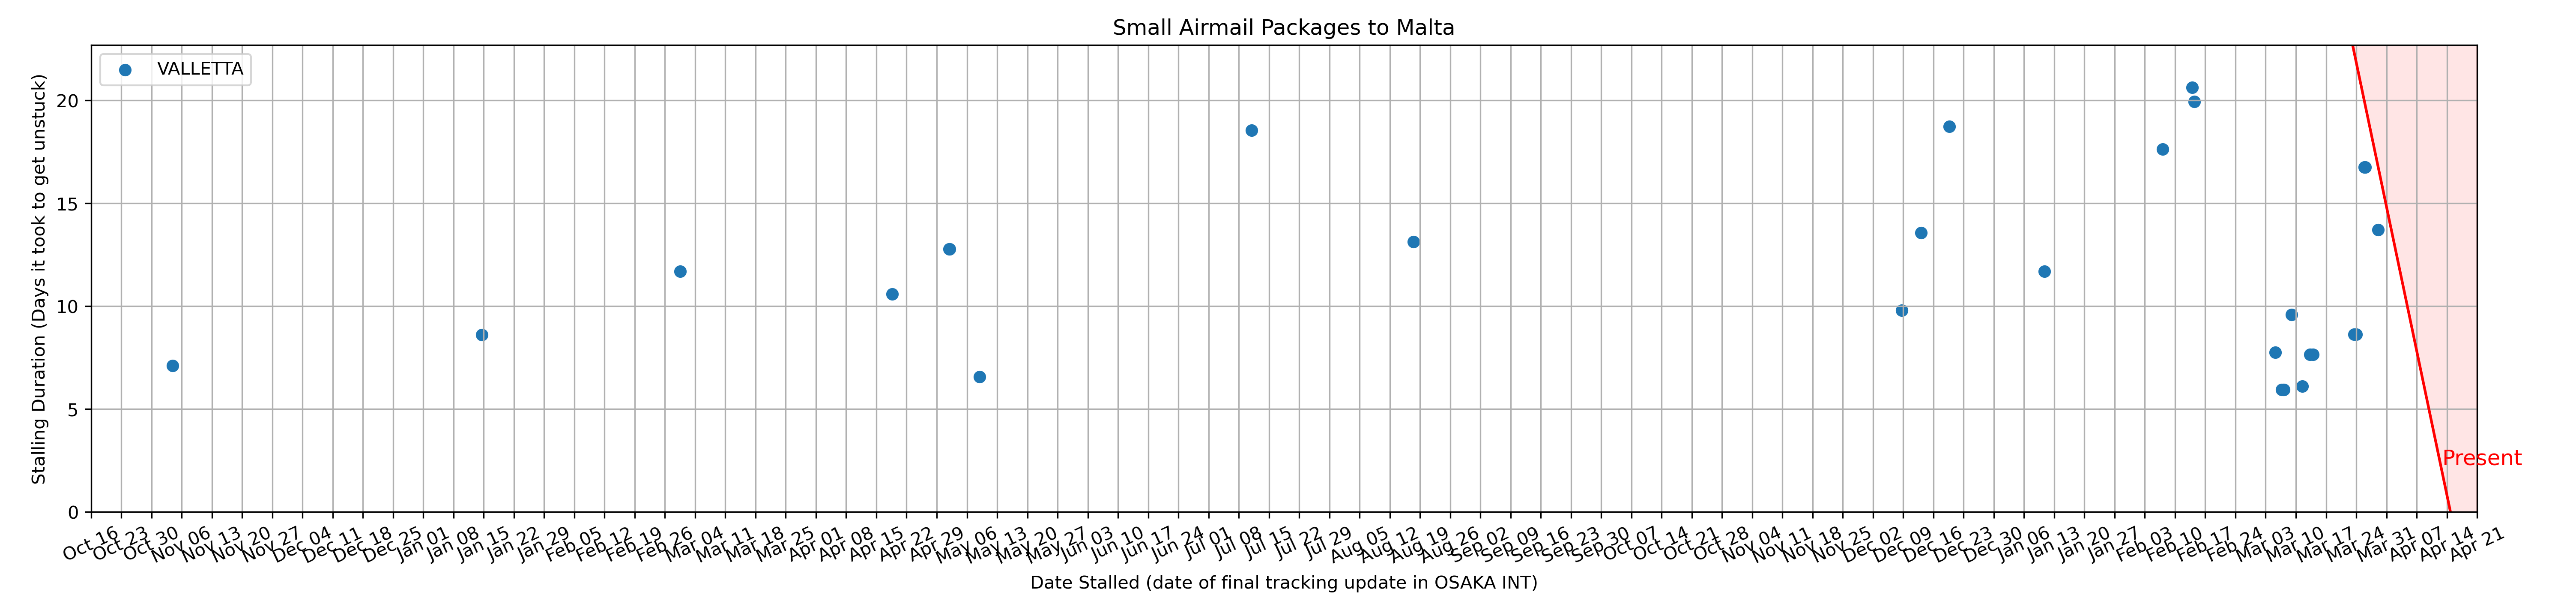 Small Airmail Packages to Malta
VALLETTA
Stalling Duration (Days it took to get unstuck)
20
15
10
5
0
Present
Oct 16
Oct 23
Oct 30
Nov 06
Nov 13
Nov 20
Nov 27
Dec 04
Dec 11
Dec 18
Dec 25
Jan 01
Jan 08
Jan 15
Jan 22
Jan 29
Feb 05
Feb 12
Feb 19
Feb 26
Mar 04
Mar 11
Mar 18
Mar 25
Apr 01
Apr 08
Apr 15
Apr 22
Apr 29
May 06
May 13
May 20
May 27
Jun 03
Jun 10
Jun 17
Jun 24
Jul 01
Jul 08
Jul 15
Jul 22
Jul 29
Aug 05
Aug 12
Aug 19
Aug 26
Sep 02
Sep 09
Sep 16
Sep 23
Sep 30
Oct 07
Oct 14
Oct 21
Oct 28
Nov 04
Nov 11
Nov 18
Nov 25
Dec 02
Dec 09
Dec 16
Dec 23
Dec 30
Jan 06
Jan 13
Jan 20
Jan 27
Feb 03
Feb 10
Feb 17
Feb 24
Mar 03
Mar 10
Mar 17
Mar 24
Mar 31
Apr 07
Apr 14
Apr 21
Date Stalled (date of final tracking update in OSAKA INT)